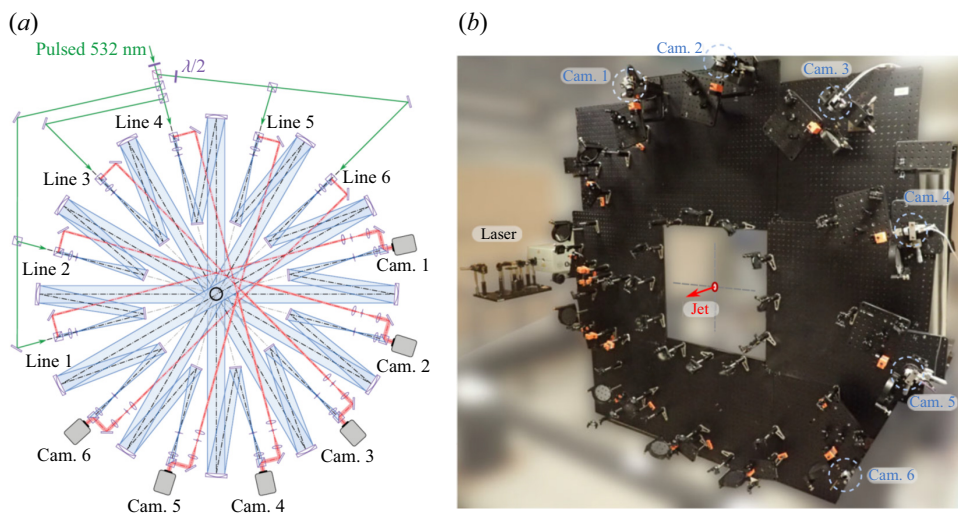 (a)
Pulsed 532 nm
λ/2
Line 4
Line 5
Line 3
Line 6
Line 2
Cam. 1
Line 1
Cam. 2
Cam. 6
Cam. 3
Cam. 5
Cam. 4
(b)
Cam. 2
Cam. 1
Cam. 3
Cam. 4
Laser
Jet
Cam. 5
Cam. 6